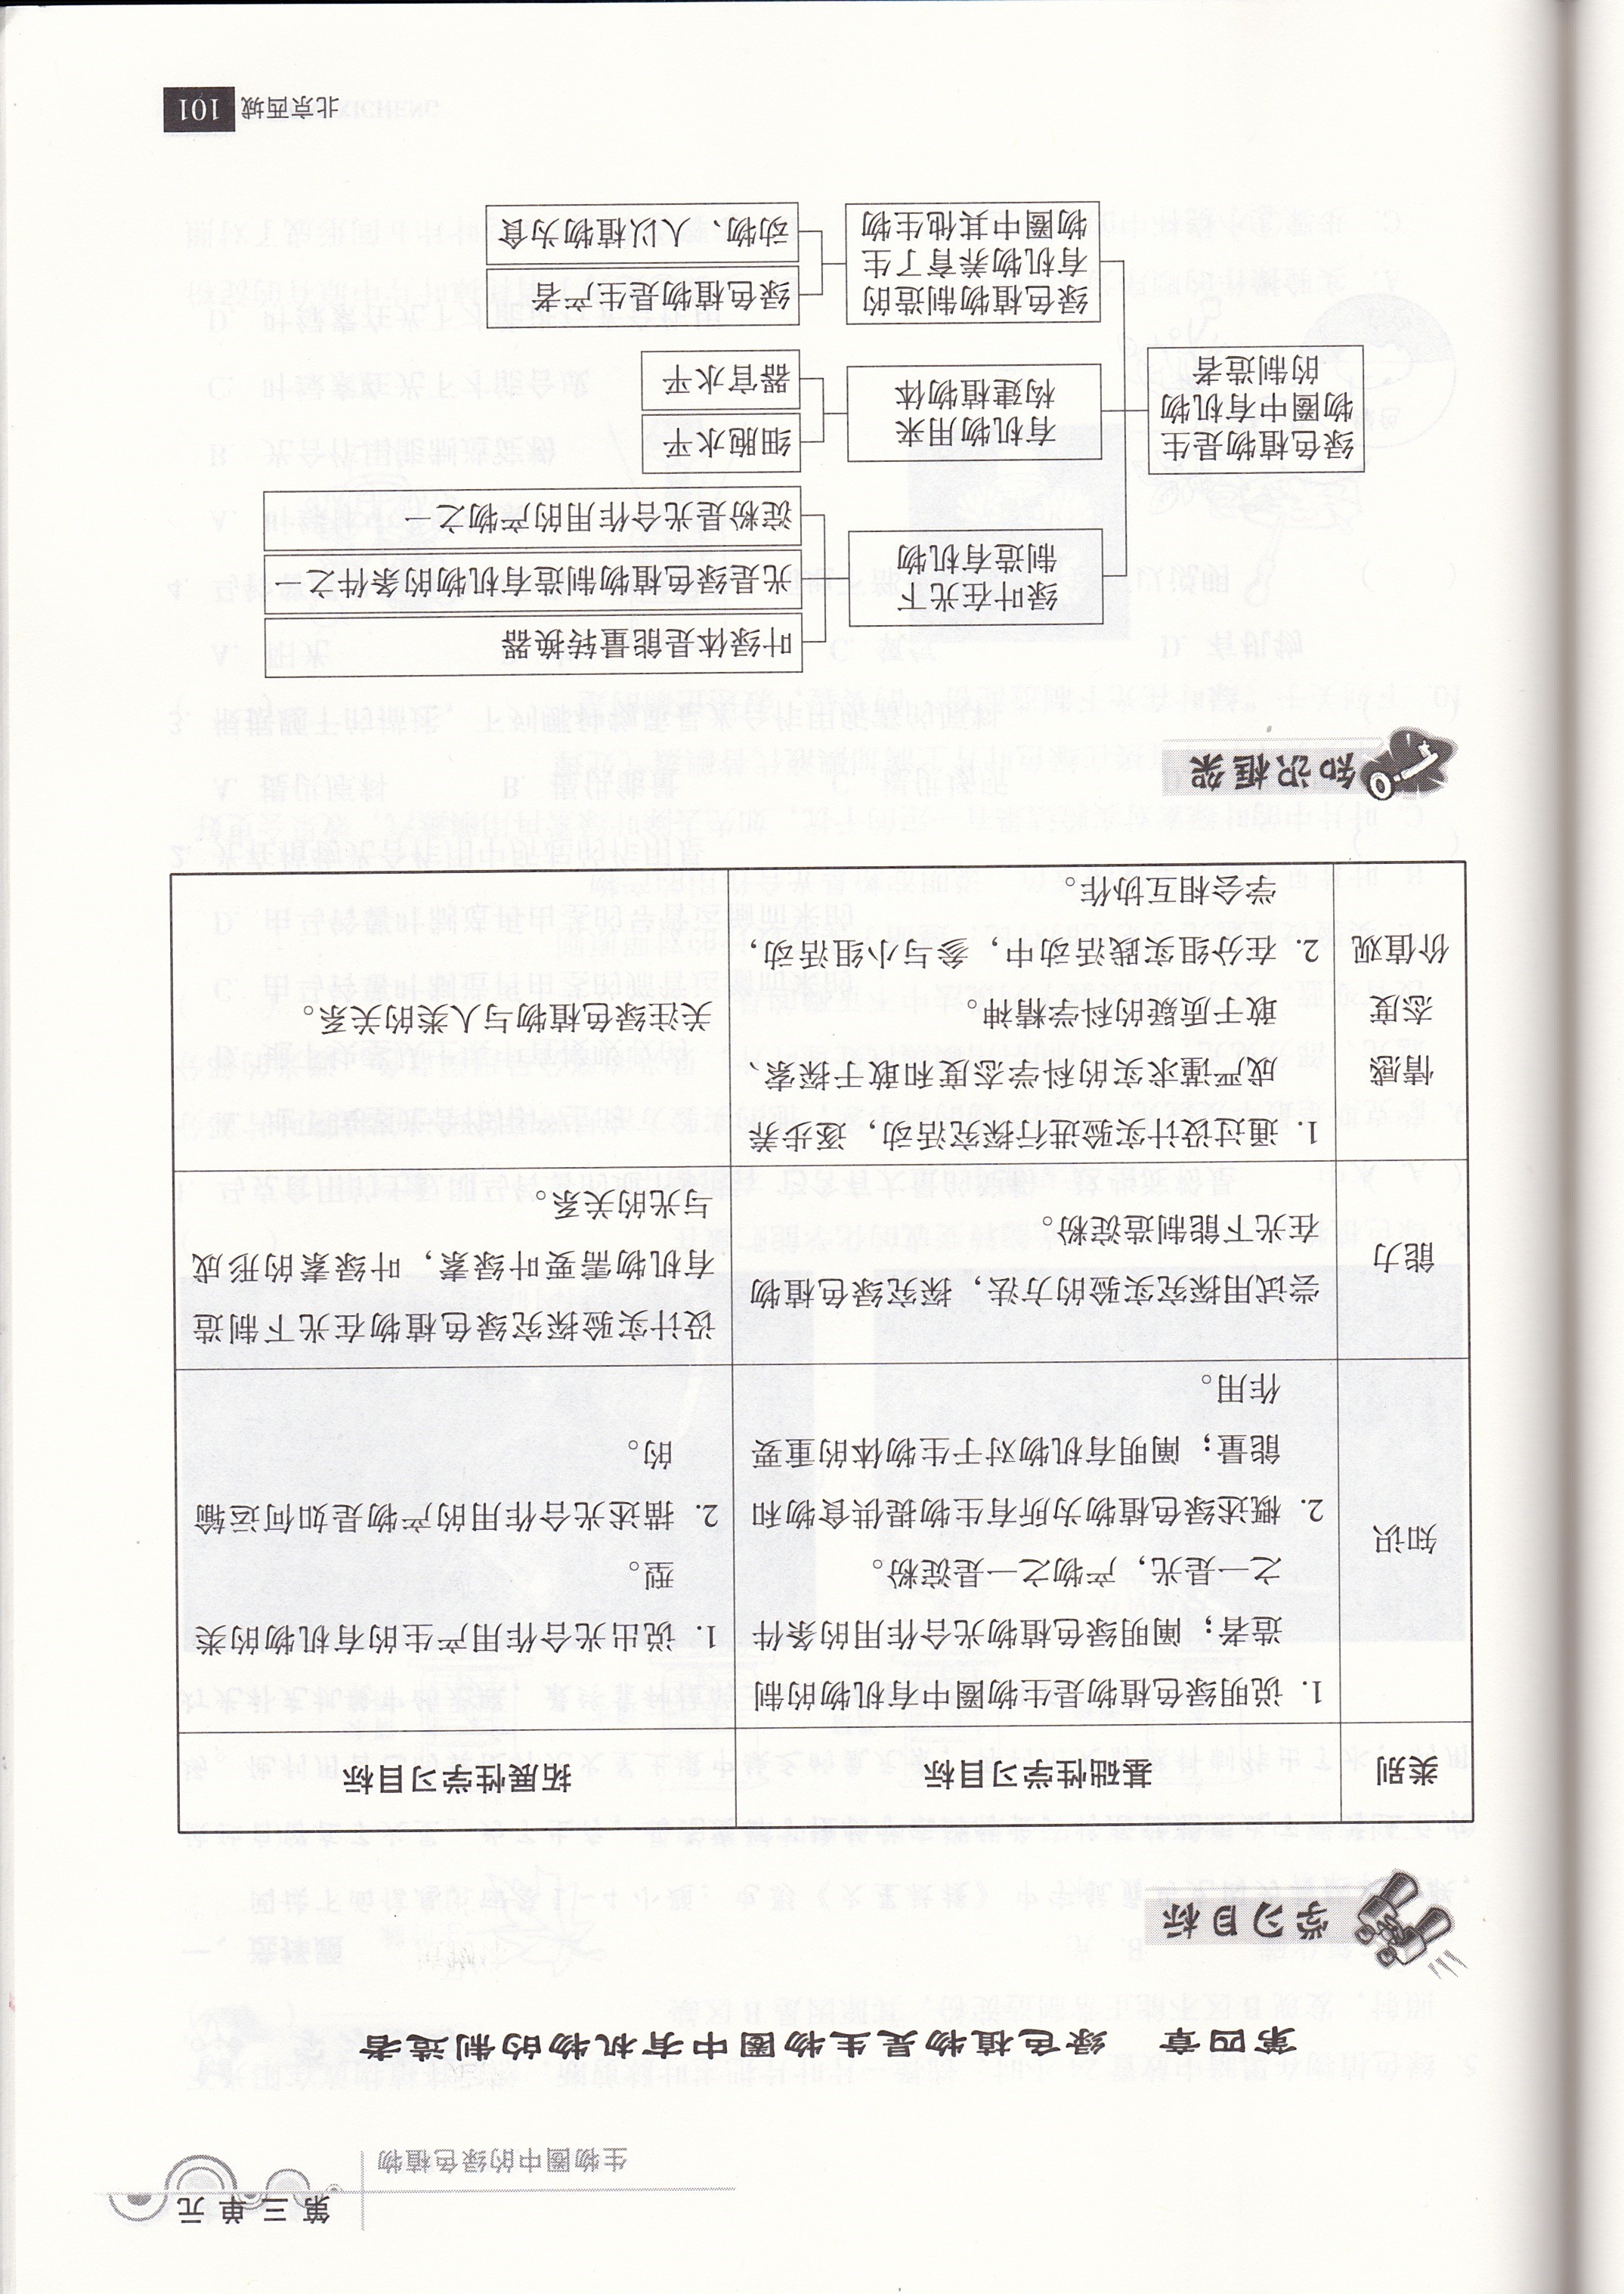 第三单元
生物圈中的绿色植物
第四章 绿色植物是生物圈中有机物的制造者
学习目标
类别 基础性学习目标 拓展性学习目标
知识
1. 说明绿色植物是生物圈中有机物的制
造者；阐明绿色植物光合作用的条件
之一是光，产物之一是淀粉。
2. 概述绿色植物为所有生物提供食物和
能量；阐明有机物对于生物体的重要
作用。
1. 说出光合作用产生的有机物的类
型。
2. 描述光合作用的产物是如何运输
的。
能力
尝试用探究实验的方法，探究绿色植物
在光下能制造淀粉。
设计实验探究绿色植物在光下制造
有机物需要叶绿素，叶绿素的形成
与光的关系。
情感
态度
价值观
1. 通过设计实验进行探究活动，逐步养
成严谨求实的科学态度和敢于探索、
敢于质疑的科学精神。
2. 在分组实践活动中，参与小组活动，
学会相互协作。
关注绿色植物与人类的关系。
知识框架
绿色植物是生
物圈中有机物
的制造者
绿叶在光下
制造有机物
叶绿体是能量转换器
光是绿色植物制造有机物的条件之一
淀粉是光合作用的产物之一
有机物用来
构建植物体
细胞水平
器官水平
绿色植物制造的
有机物养育了生
物圈中其他生物
绿色植物是生产者
动物、人以植物为食
北京西城 101